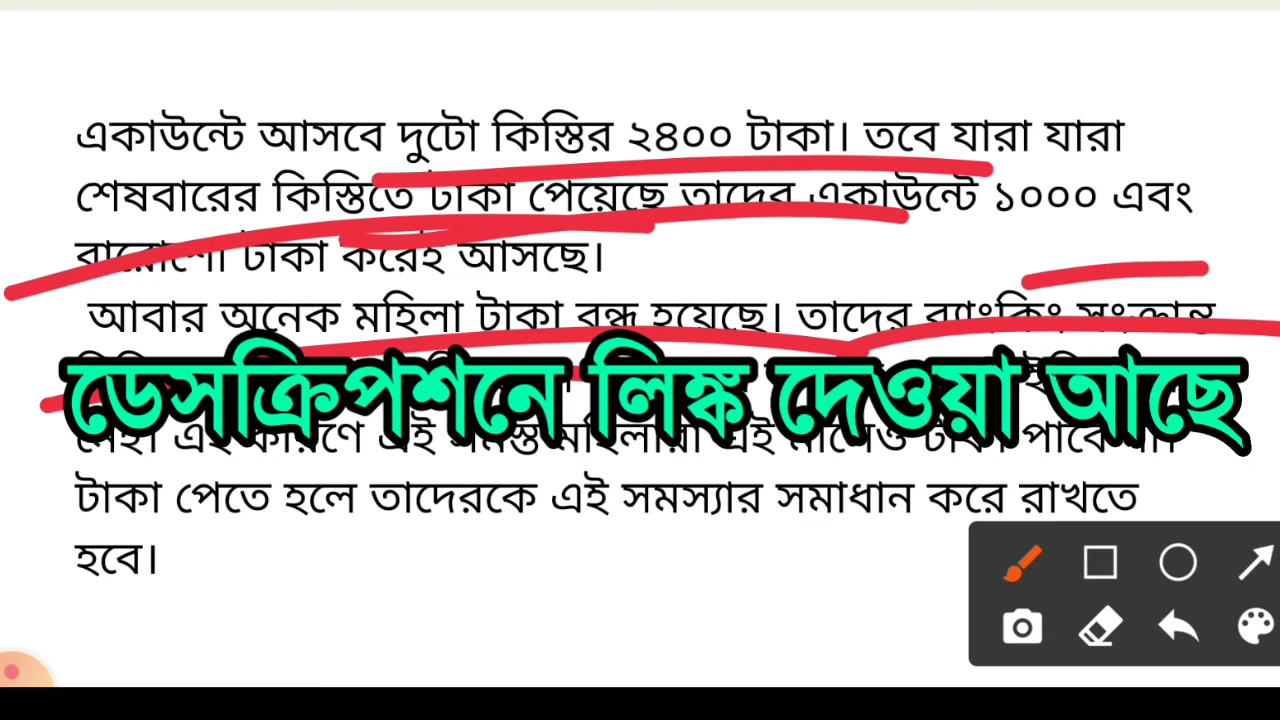 একাউন্টে আসবে দুটো কিস্তির ২৪০০ টাকা। তবে যারা যারা
শেষবারের কিস্তিতে টাকা পেয়েছে তাদের একাউন্টে ১০০০ এবং
বারোশো টাকা করেই আসছে।
আবার অনেক মহিলা টাকা বন্ধ হয়েছে। তাদের ব্যাংকিং সংক্রান্ত
ডেসক্রিপশনে লিঙ্ক দেওয়া আছে
এই কারণে এই সমস্ত মহিলারা এই মাসেও টাকা পাবে না
টাকা পেতে হলে তাদেরকে এই সমস্যার সমাধান করে রাখতে
হবে।